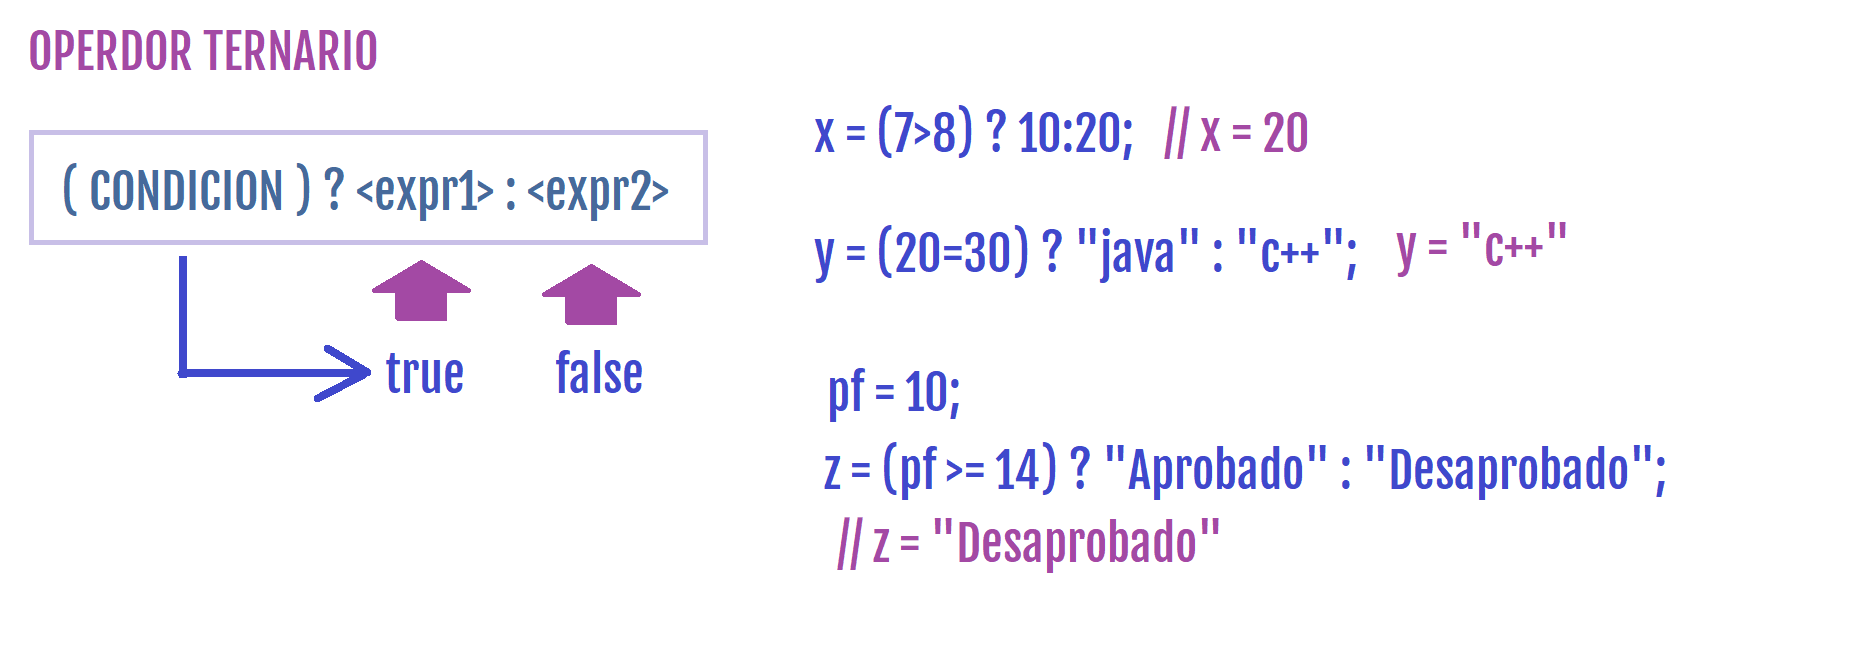 OPERDOR TERNARIO
( CONDICION ) ? <expr1> : <expr2>
true false
x = (7>8) ? 10:20; // x = 20
y = (20=30) ? "java" : "c++"; y = "c++"
pf = 10;
z = (pf >= 14) ? "Aprobado" : "Desaprobado";
// z = "Desaprobado"